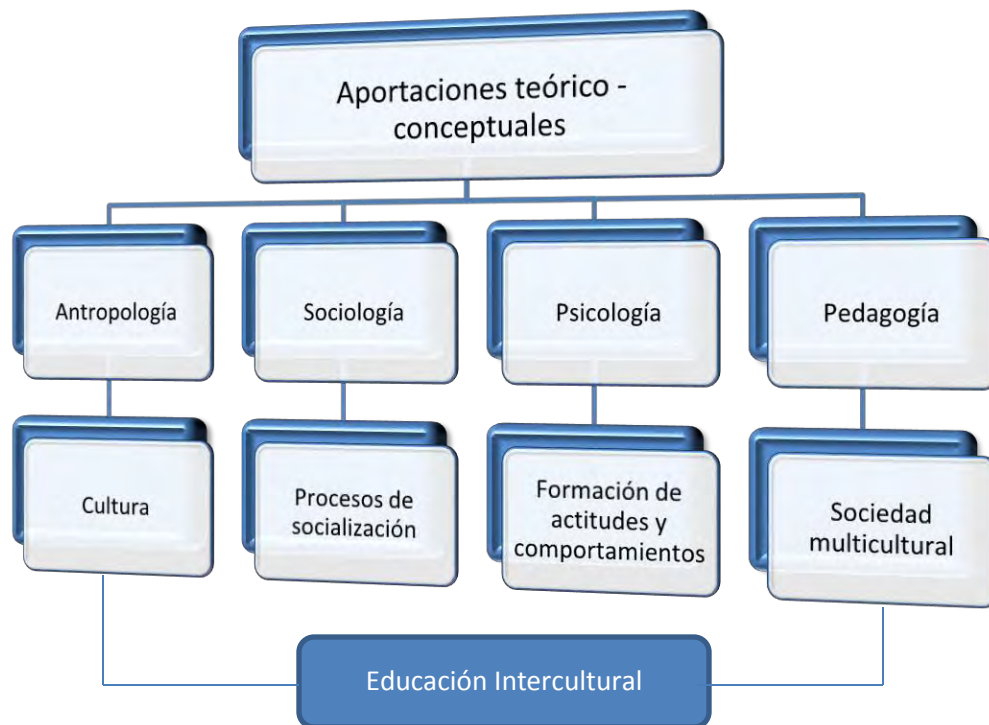 Aportaciones teórico -
conceptuales
Antropología
Sociología
Psicología
Pedagogía
Cultura
Procesos de
socialización
Formación de
actitudes y
comportamientos
Sociedad
multicultural
Educación Intercultural